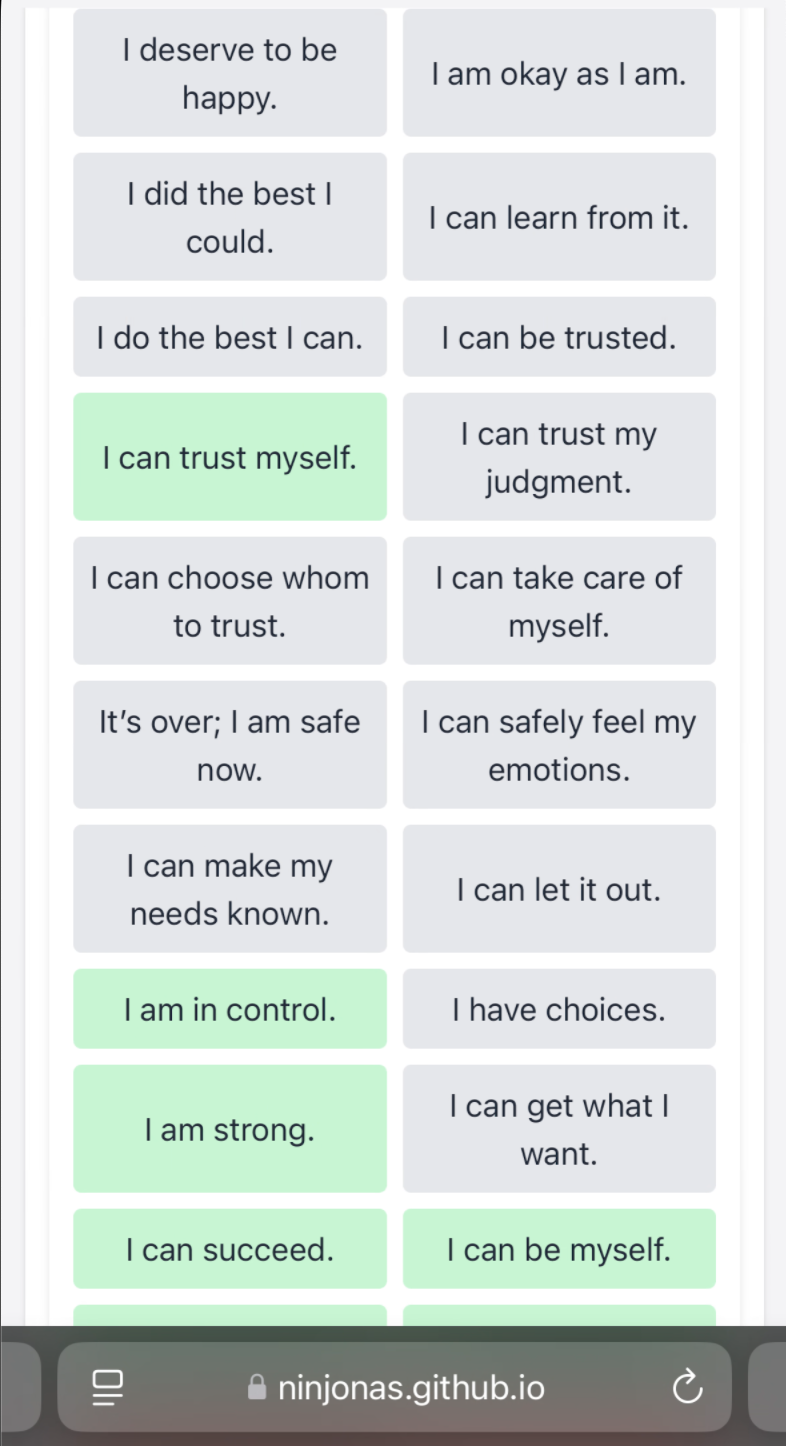 I deserve to be
happy.
I am okay as I am.
I did the best I
could.
I can learn from it.
I do the best I can.
I can be trusted.
I can trust myself.
I can trust my
judgment.
I can choose whom
to trust.
I can take care of
myself.
It’s over; I am safe
now.
I can safely feel my
emotions.
I can make my
needs known.
I can let it out.
I am in control.
I have choices.
I am strong.
I can get what I
want.
I can succeed.
I can be myself.
ninjonas.github.io